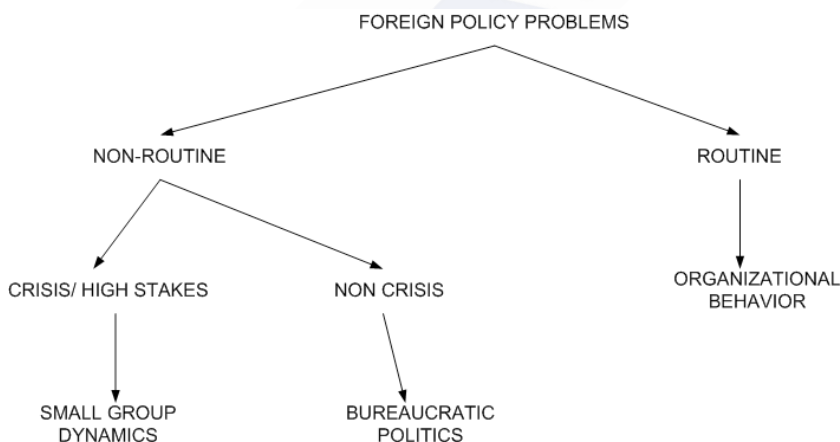 FOREIGN POLICY PROBLEMS
NON-ROUTINE
ROUTINE
CRISIS/ HIGH STAKES
NON CRISIS
ORGANIZATIONAL
BEHAVIOR
SMALL GROUP
DYNAMICS
BUREAUCRATIC
POLITICS